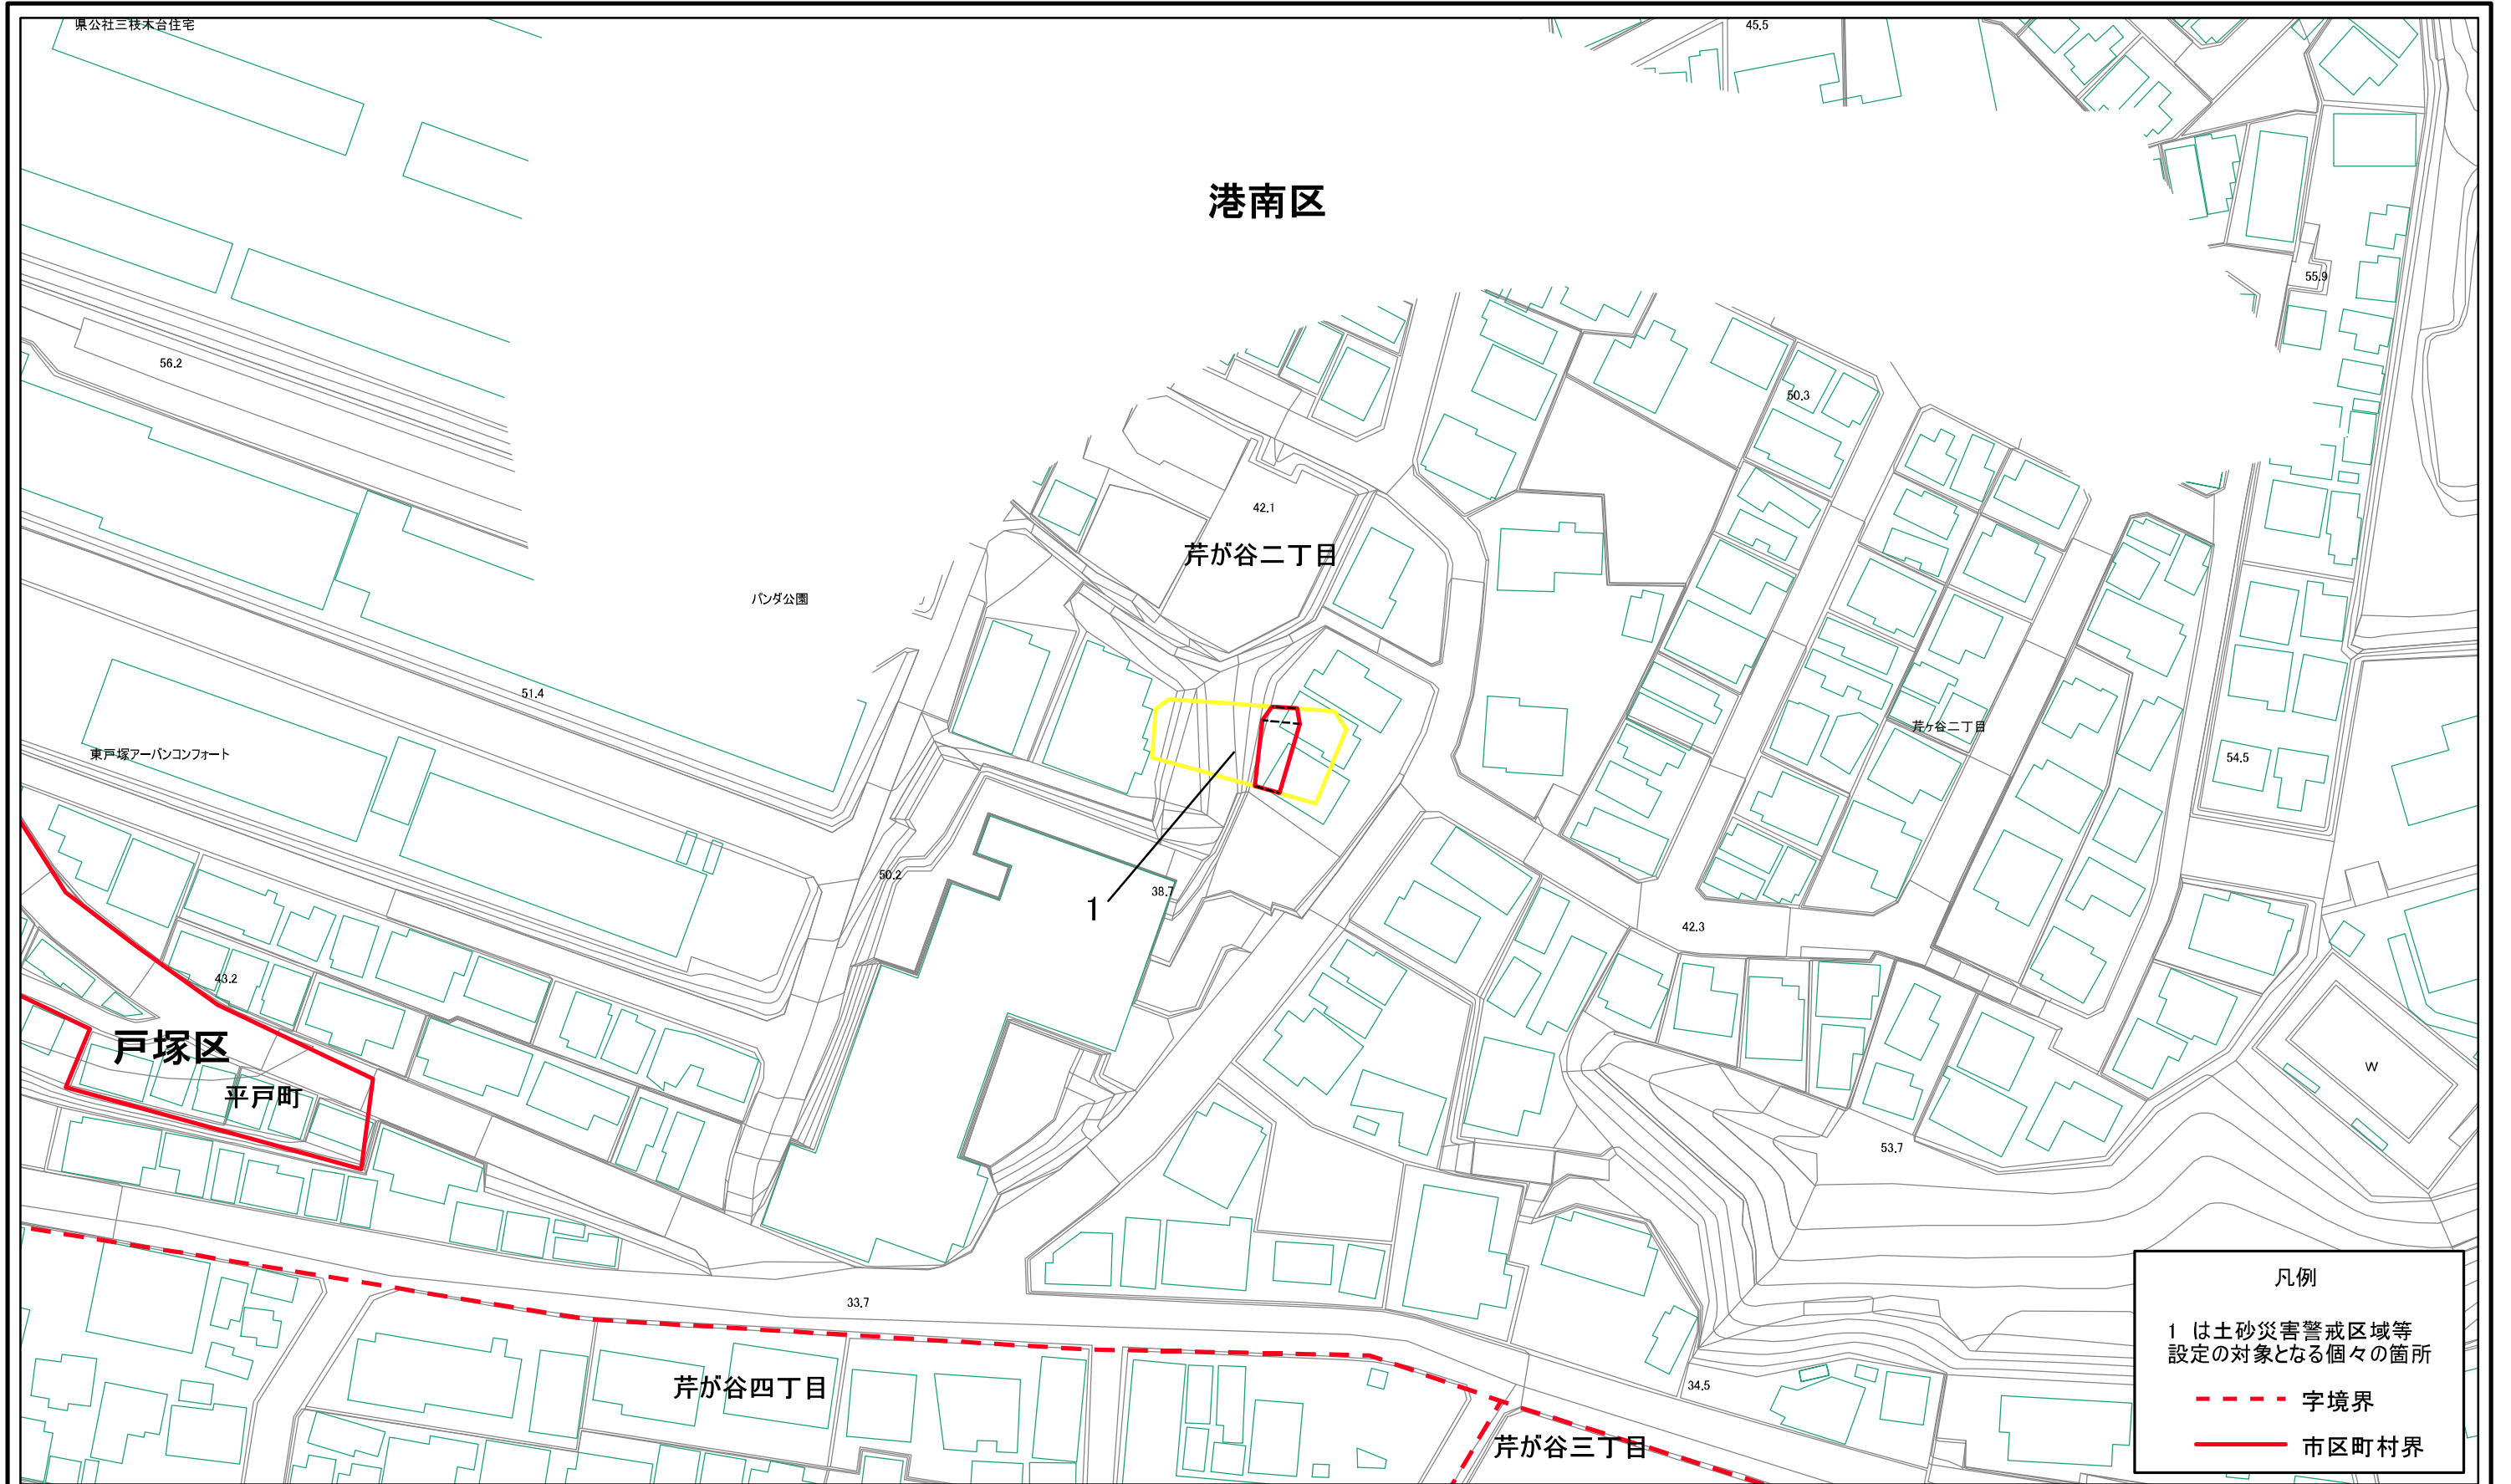 県公社三枝木台住宅
45.5
港南区
55.9
56.2
50.3
42.1
芹が谷二丁目
パンダ公園
51.4
芹ヶ谷二丁目
東戸塚アーバンコンフォート
54.5
50.2
38.7
1
42.3
43.2
戸塚区
平戸町
W
53.7
33.7
34.5
芹が谷四丁目
芹が谷三丁目
凡例
1 は土砂災害警戒区域等
設定の対象となる個々の箇所
字境界
市区町村界